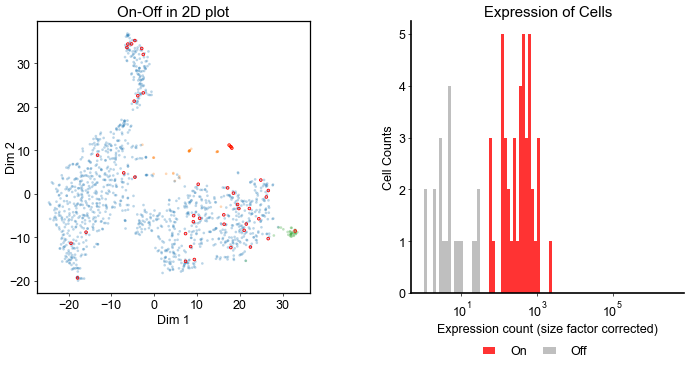 On-Off in 2D plot
Dim 2
30
20
10
0
−10
−20
−20 −10 0 10 20 30
Dim 1
Expression of Cells
Cell Counts
5
4
3
2
1
0
10^1 10^3 10^5
Expression count (size factor corrected)
On Off